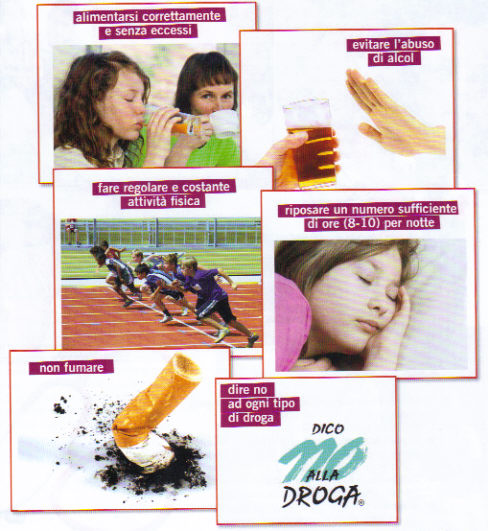 alimentarsi correttamente
e senza eccessi
evitare l'abuso
di alcol
fare regolare e costante
attività fisica
riposare un numero sufficiente
di ore (8-10) per notte
non fumare
dire no
ad ogni tipo
di droga
DICO
no
ALLA
DROGA®